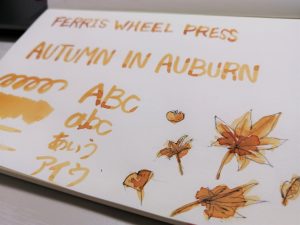 FERRIS WHEEL PRESS
AUTUMN IN AUBURN
ABC
abc
あいう
アイウ